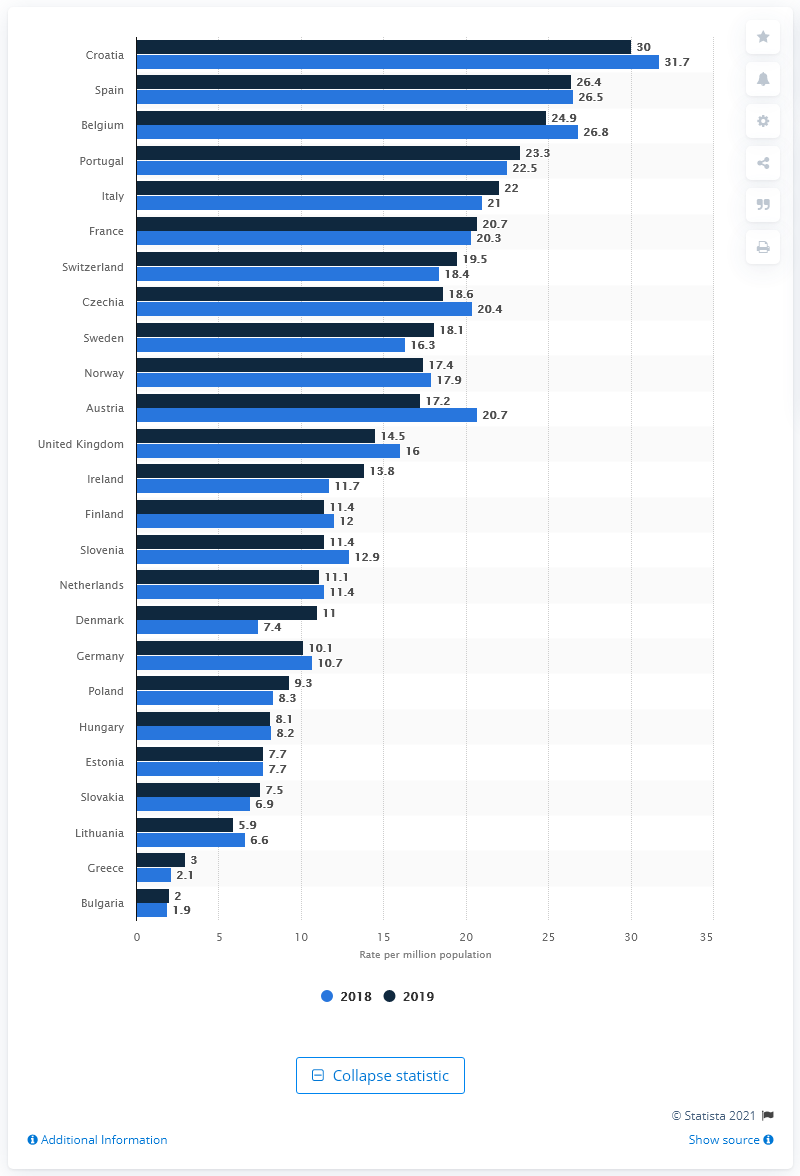 Croatia
30
31.7
Spain
26.4
26.5
Belgium
24.9
26.8
Portugal
23.3
22.5
Italy
22
21
France
20.7
20.3
Switzerland
19.5
18.4
Czechia
18.6
20.4
Sweden
18.1
16.3
Norway
17.4
17.9
Austria
17.2
20.7
United Kingdom
14.5
16
Ireland
13.8
11.7
Finland
11.4
12
Slovenia
11.4
12.9
Netherlands
11.1
11.4
Denmark
11
7.4
Germany
10.1
10.7
Poland
9.3
8.3
Hungary
8.1
8.2
Estonia
7.7
7.7
Slovakia
7.5
6.9
Lithuania
5.9
6.6
Greece
3
2.1
Bulgaria
2
1.9
0 5 10 15 20 25 30 35
Rate per million population
2018 2019
Collapse statistic
© Statista 2021
Additional Information Show source